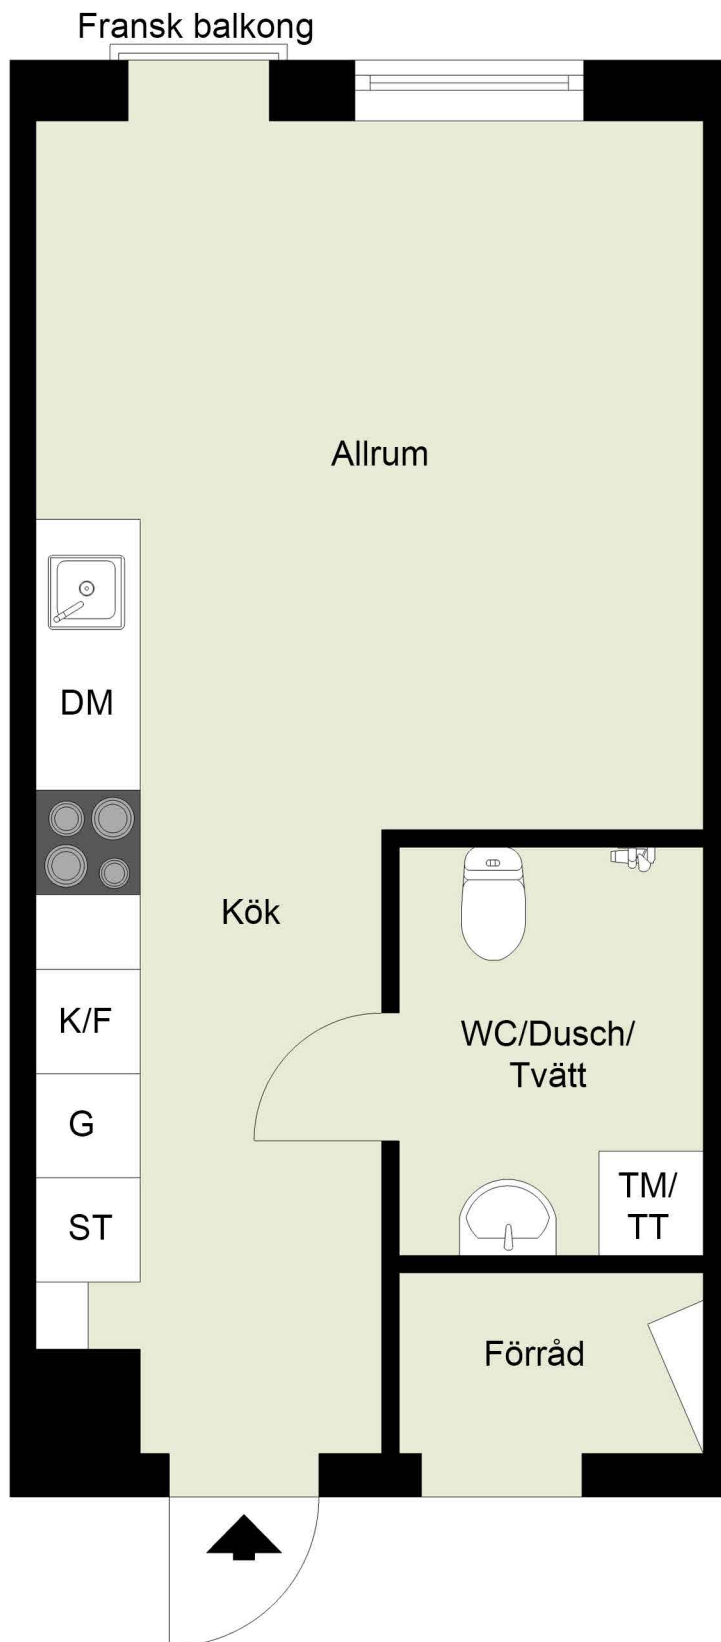 Fransk balkong
Allrum
DM
Kök
K/F
WC/Dusch/
Tvätt
G
TM/
TT
ST
Förråd